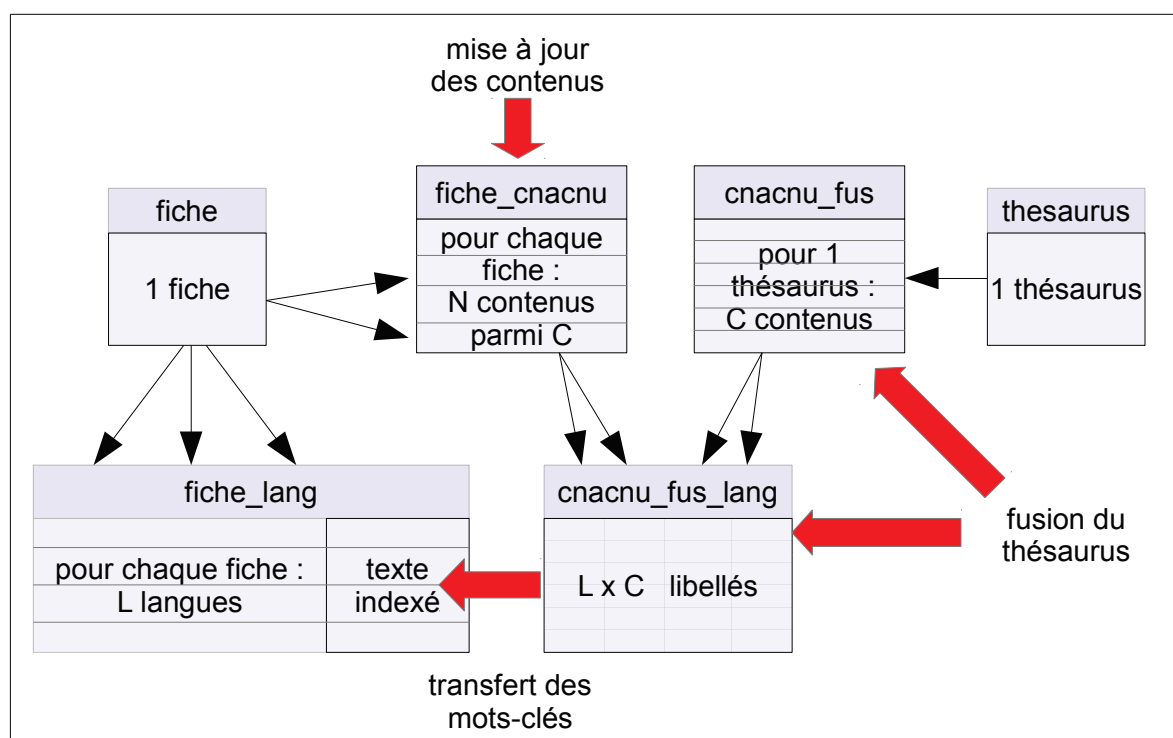 mise à jour
des contenus
fiche
1 fiche
fiche_cnacnu
pour chaque
fiche :
N contenus
parmi C
cnacnu_fus
pour 1
thésaurus :
C contenus
thesaurus
1 thésaurus
fiche_lang
pour chaque fiche :
L langues
texte
indexé
cnacnu_fus_lang
L x C libellés
fusion du
thésaurus
transfert des
mots-clés